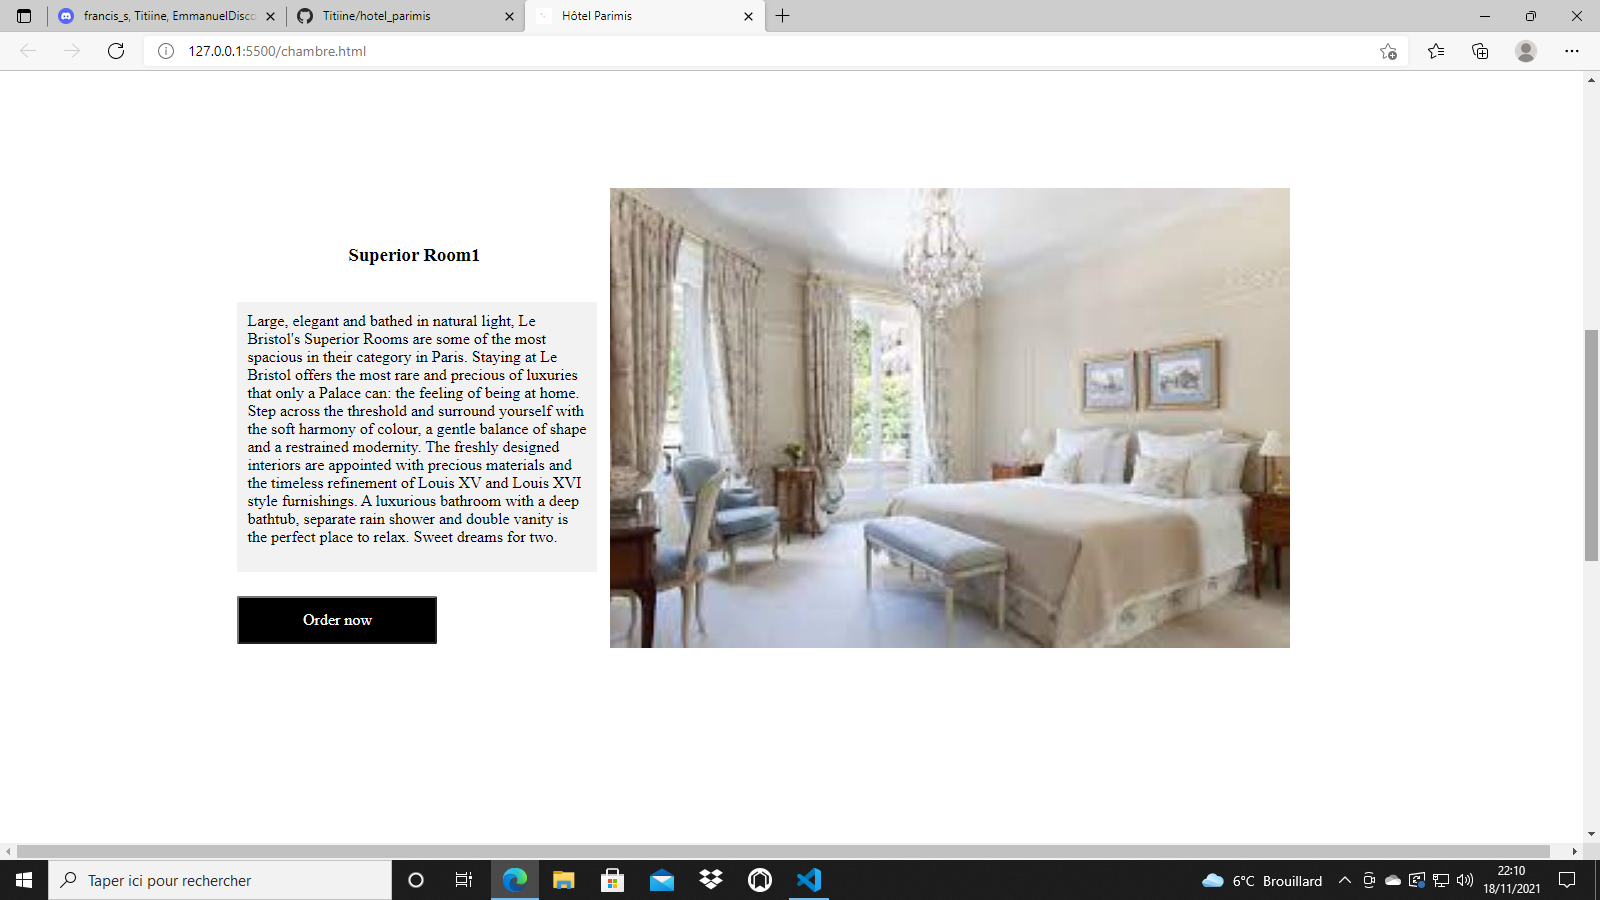 francis_s, Titiine, EmmanuelDisco
Titiine/hotel_parimis
Hôtel Parimis
127.0.0.1:5500/chambre.html
Superior Room1
Large, elegant and bathed in natural light, Le
Bristol's Superior Rooms are some of the most
spacious in their category in Paris. Staying at Le
Bristol offers the most rare and precious of luxuries
that only a Palace can: the feeling of being at home.
Step across the threshold and surround yourself with
the soft harmony of colour, a gentle balance of shape
and a restrained modernity. The freshly designed
interiors are appointed with precious materials and
the timeless refinement of Louis XV and Louis XVI
style furnishings. A luxurious bathroom with a deep
bathtub, separate rain shower and double vanity is
the perfect place to relax. Sweet dreams for two.
Order now
Taper ici pour rechercher
6°C Brouillard
22:10
18/11/2021